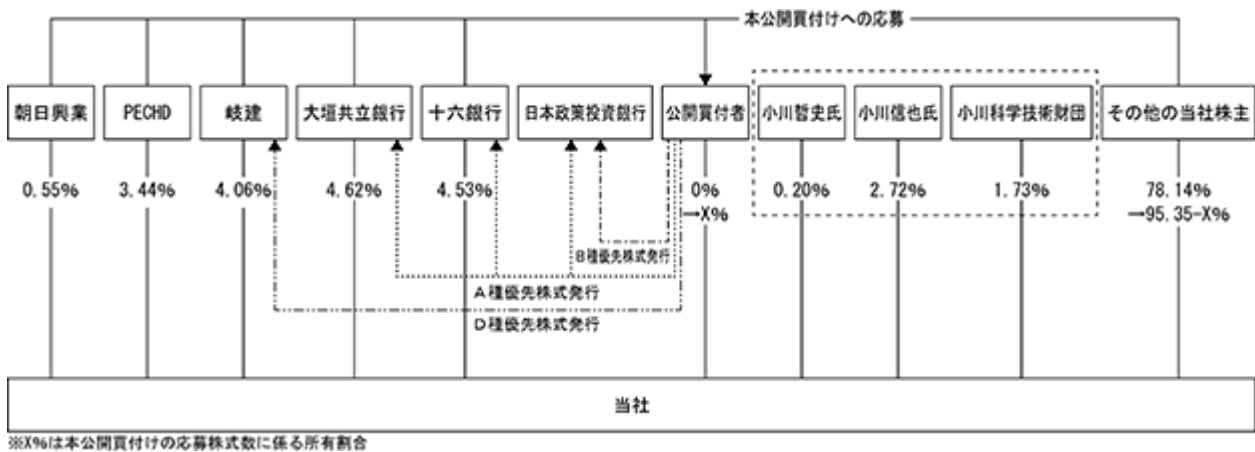 本公開買付けへの応募
朝日興業
PECHD
岐建
大垣共立銀行
十六銀行
日本政策投資銀行
公開買付者
小川哲史氏
小川信也氏
小川科学技術財団
その他の当社株主
0.55%
3.44%
4.06%
4.62%
4.53%
0%
→X%
0.20%
2.72%
1.73%
78.14%
→95.35-X%
B種優先株式発行
A種優先株式発行
D種優先株式発行
当社
※X%は本公開買付けの応募株式数に係る所有割合